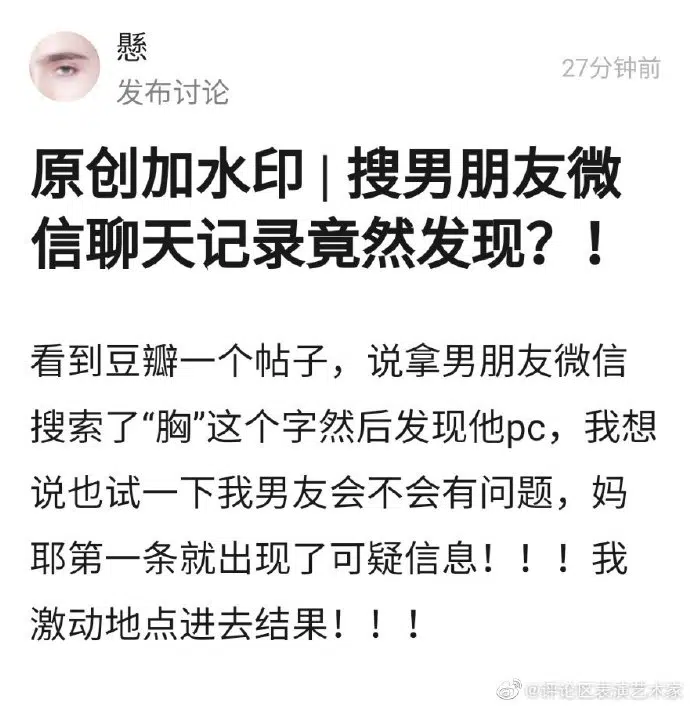 懸
27分钟前
发布讨论
原创加水印 | 搜男朋友微
信聊天记录竟然发现？！
看到豆瓣一个帖子，说拿男朋友微信
搜索了“胸”这个字然后发现他pc，我想
说也试一下我男友会不会有问题，妈
耶第一条就出现了可疑信息！！！我
激动地点进去结果！！！
@评论区表演艺术家